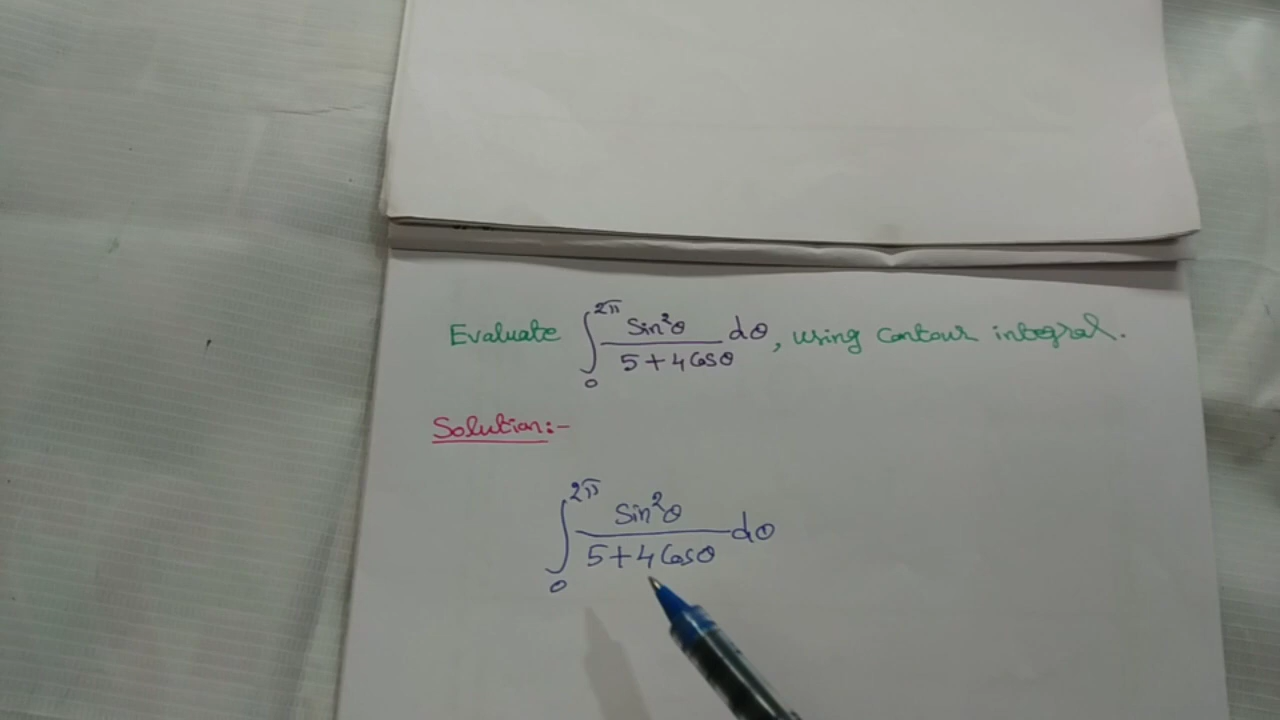 Evaluate ∫₀^{2π} Sin²θ / (5+4Cosθ) dθ, using contour integral.
Solution:-
∫₀^{2π} Sin²θ / (5+4Cosθ) dθ